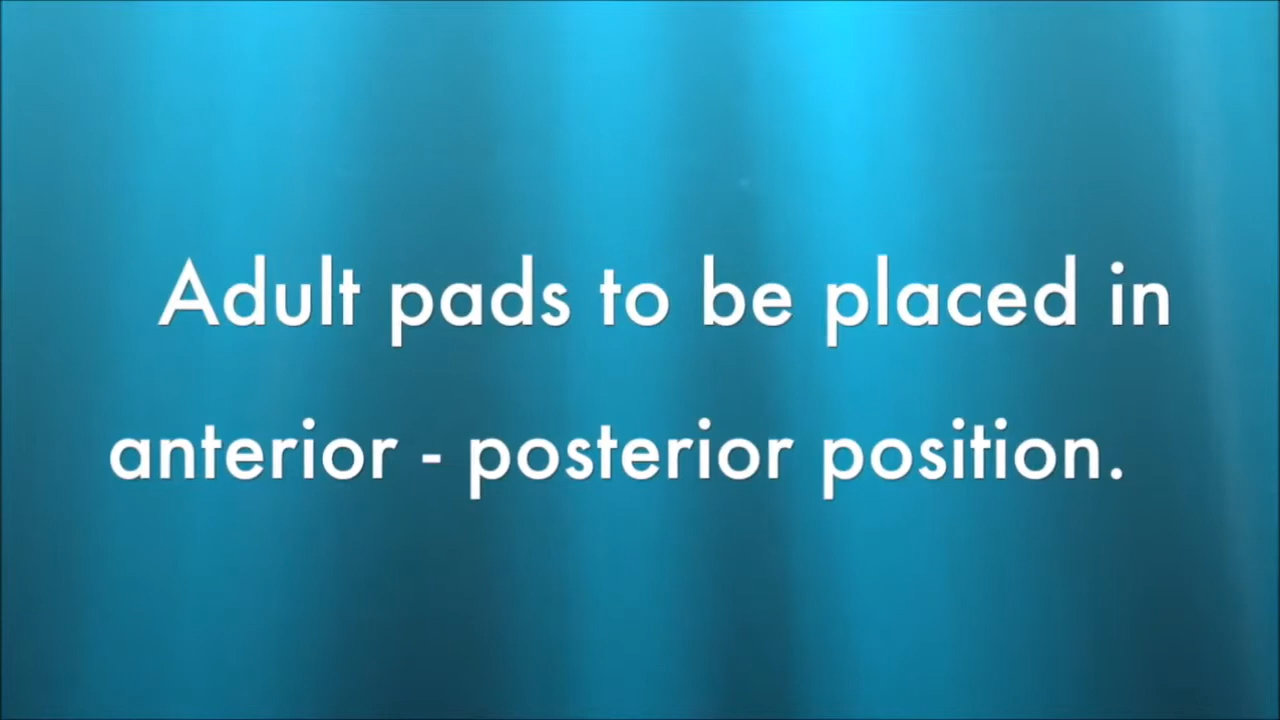 Adult pads to be placed in
anterior - posterior position.